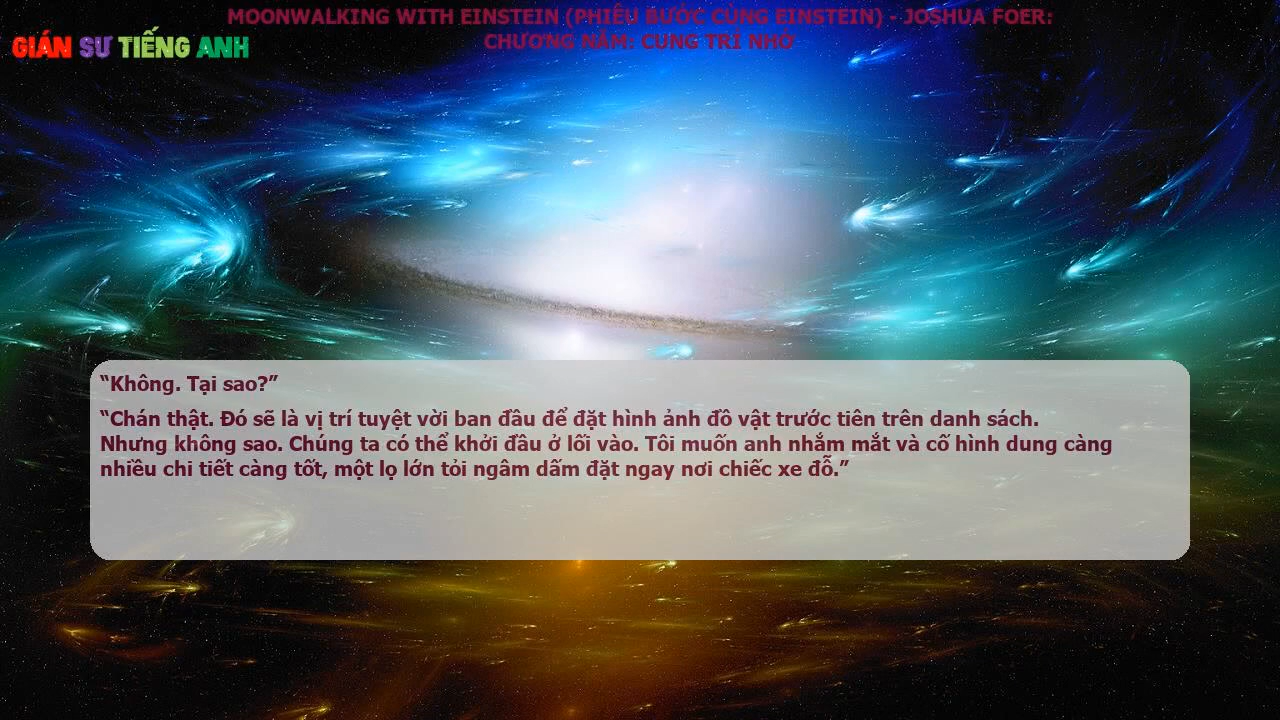 MOONWALKING WITH EINSTEIN (PHIÊU BƯỚC CÙNG EINSTEIN) - JOSHUA FOER:
CHƯƠNG NĂM: CUNG TRÍ NHỚ
GIÁN SƯ TIẾNG ANH
“Không. Tại sao?”
“Chán thật. Đó sẽ là vị trí tuyệt vời ban đầu để đặt hình ảnh đồ vật trước tiên trên danh sách.
Nhưng không sao. Chúng ta có thể khởi đầu ở lối vào. Tôi muốn anh nhắm mắt và cố hình dung càng
nhiều chi tiết càng tốt, một lọ lớn tỏi ngâm dấm đặt ngay nơi chiếc xe đỗ.”